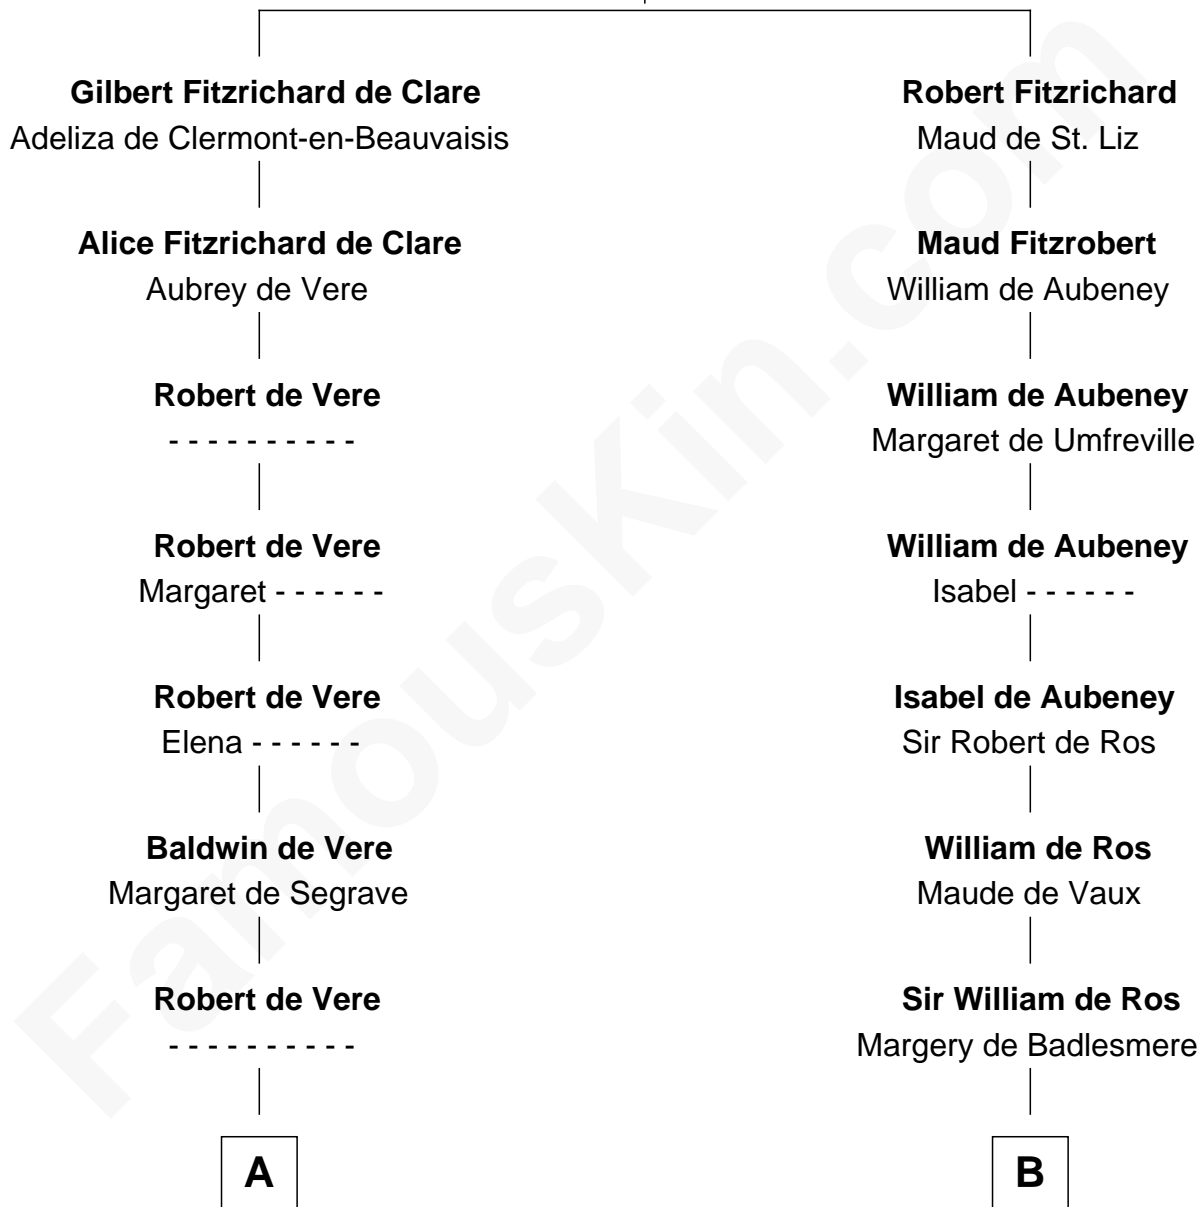 Gilbert Fitzrichard de Clare
Adeliza de Clermont-en-Beauvaisis
Alice Fitzrichard de Clare
Aubrey de Vere
Robert de Vere
- - - - - - - - - -
Robert de Vere
Margaret - - - - - -
Robert de Vere
Elena - - - - - -
Baldwin de Vere
Margaret de Segrave
Robert de Vere
- - - - - - - - - -
A
Robert Fitzrichard
Maud de St. Liz
Maud Fitzrobert
William de Aubeney
William de Aubeney
Margaret de Umfreville
William de Aubeney
Isabel - - - - - -
Isabel de Aubeney
Sir Robert de Ros
William de Ros
Maude de Vaux
Sir William de Ros
Margery de Badlesmere
B
FamousKin.com